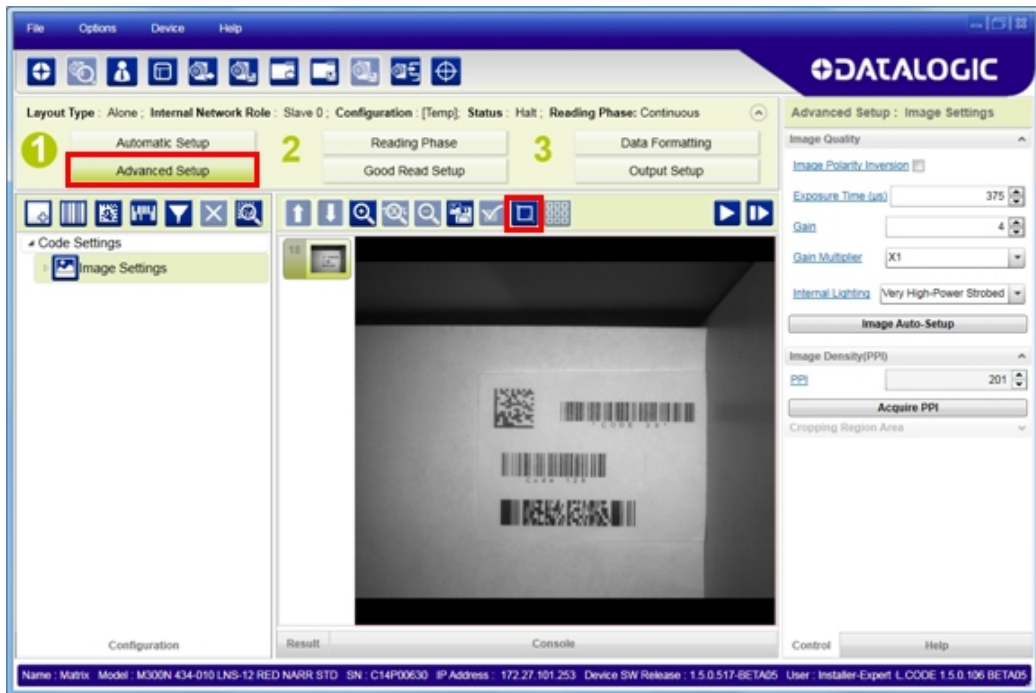 File Options Device Help
DATALOGIC
Layout Type : Alone ; Internal Network Role : Slave 0 ; Configuration : [Temp]; Status : Halt ; Reading Phase: Continuous
1 Automatic Setup 2 Reading Phase 3 Data Formatting
Advanced Setup Good Read Setup Output Setup
Code Settings
Image Settings
18
"CODE 39"
Code 128
Configuration
Result Console
Advanced Setup : Image Settings
Image Quality
Image Polarity Inversion
Exposure Time (µs) 375
Gain 4
Gain Multiplier X1
Internal Lighting Very High-Power Strobed
Image Auto-Setup
Image Density(PPI)
PPI 201
Acquire PPI
Cropping Region Area
Control Help
Name : Matrix Model : M300N 434-010 LNS-12 RED NARR STD SN : C14P00630 IP Address : 172.27.101.253 Device SW Release : 1.5.0.517-BETA05 User : Installer-Expert L.CODE 1.5.0.106 BETA05